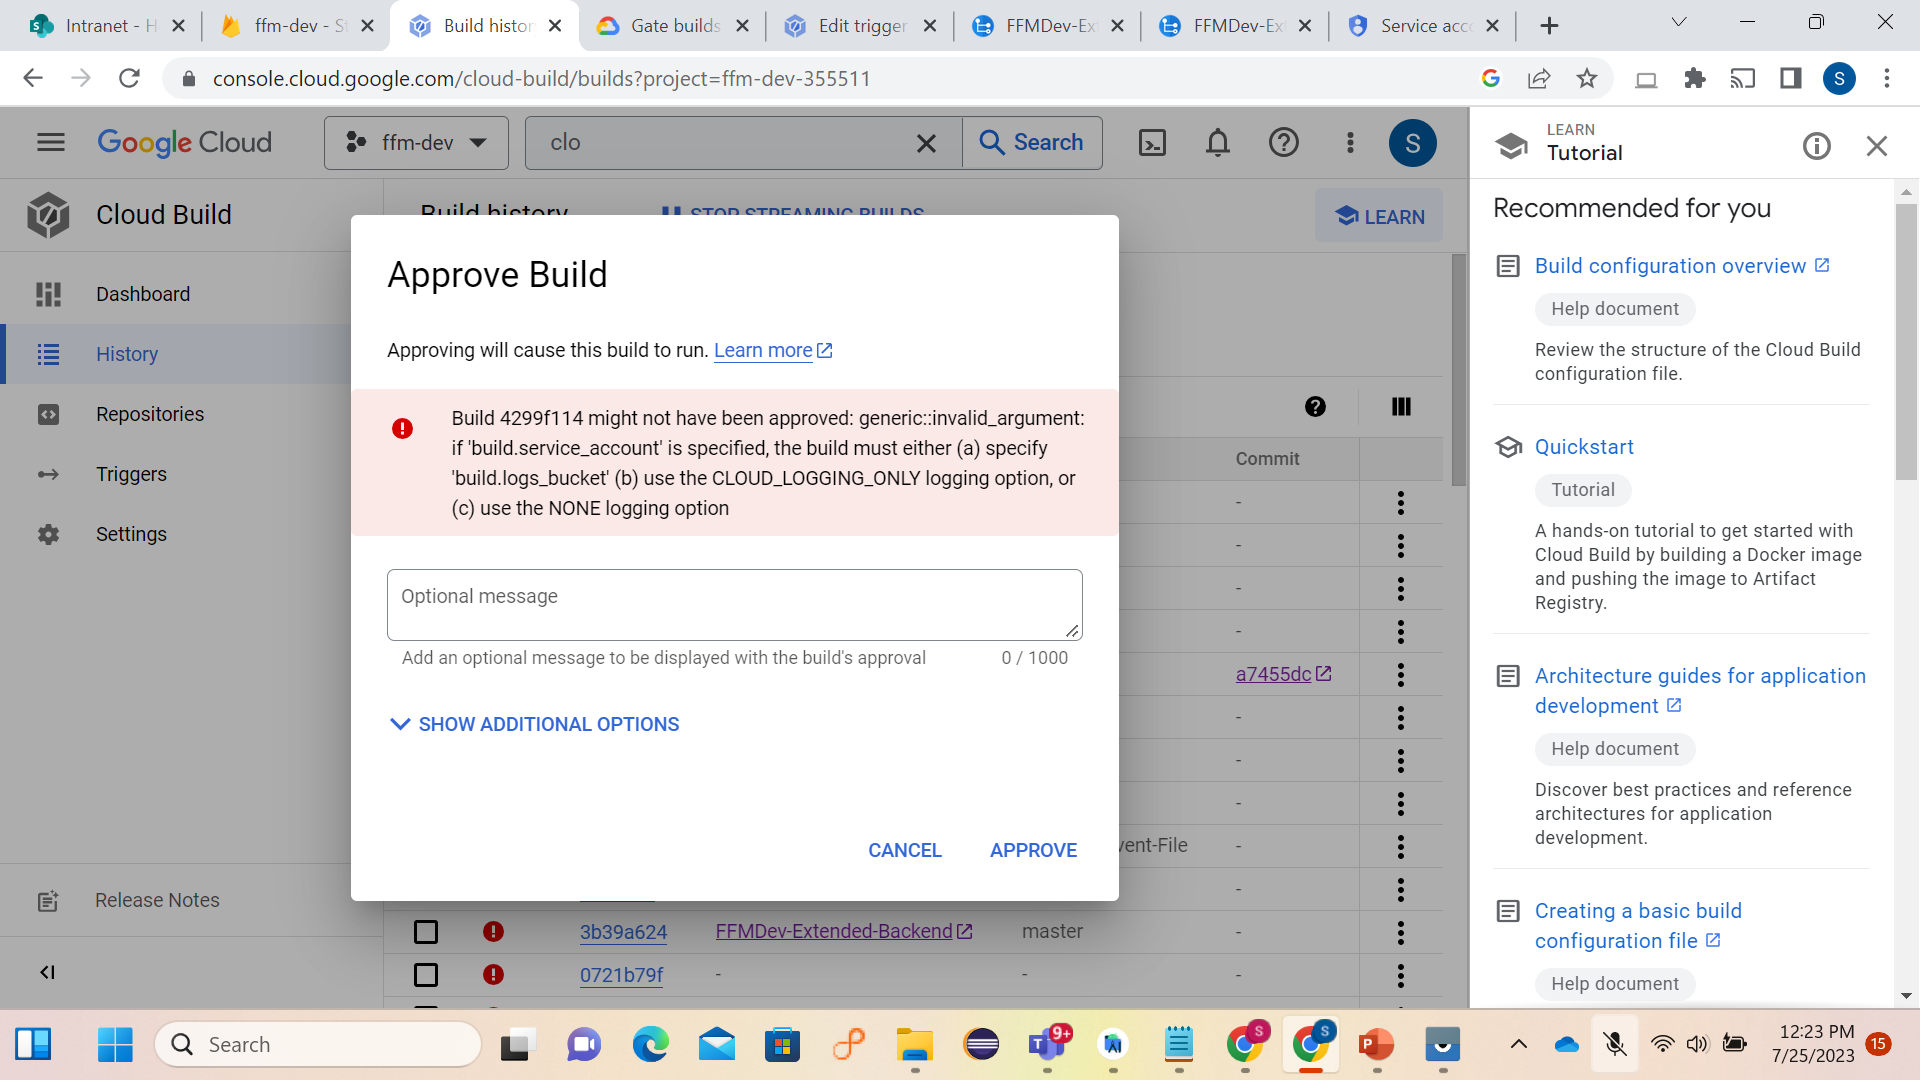 Intranet - H
ffm-dev - St
Build histor
Gate builds
Edit trigger
FFMDev-Ex
FFMDev-Ex
Service acc
console.cloud.google.com/cloud-build/builds?project=ffm-dev-355511
S
Google Cloud
ffm-dev
clo
Search
S
LEARN
Tutorial
Cloud Build
Build history
STOP STREAMING BUILDS
LEARN
Dashboard
History
Repositories
Triggers
Settings
Release Notes
Approve Build
Approving will cause this build to run. Learn more
Build 4299f114 might not have been approved: generic::invalid_argument:
if 'build.service_account' is specified, the build must either (a) specify
'build.logs_bucket' (b) use the CLOUD_LOGGING_ONLY logging option, or
(c) use the NONE logging option
Optional message
Add an optional message to be displayed with the build's approval
0 / 1000
SHOW ADDITIONAL OPTIONS
CANCEL
APPROVE
Commit
-
-
-
-
a7455dc
-
-
-
vent-File -
-
3b39a624 FFMDev-Extended-Backend master -
0721b79f - - -
Recommended for you
Build configuration overview
Help document
Review the structure of the Cloud Build
configuration file.
Quickstart
Tutorial
A hands-on tutorial to get started with
Cloud Build by building a Docker image
and pushing the image to Artifact
Registry.
Architecture guides for application
development
Help document
Discover best practices and reference
architectures for application
development.
Creating a basic build
configuration file
Help document
Search
9+
S
S
12:23 PM
7/25/2023
15